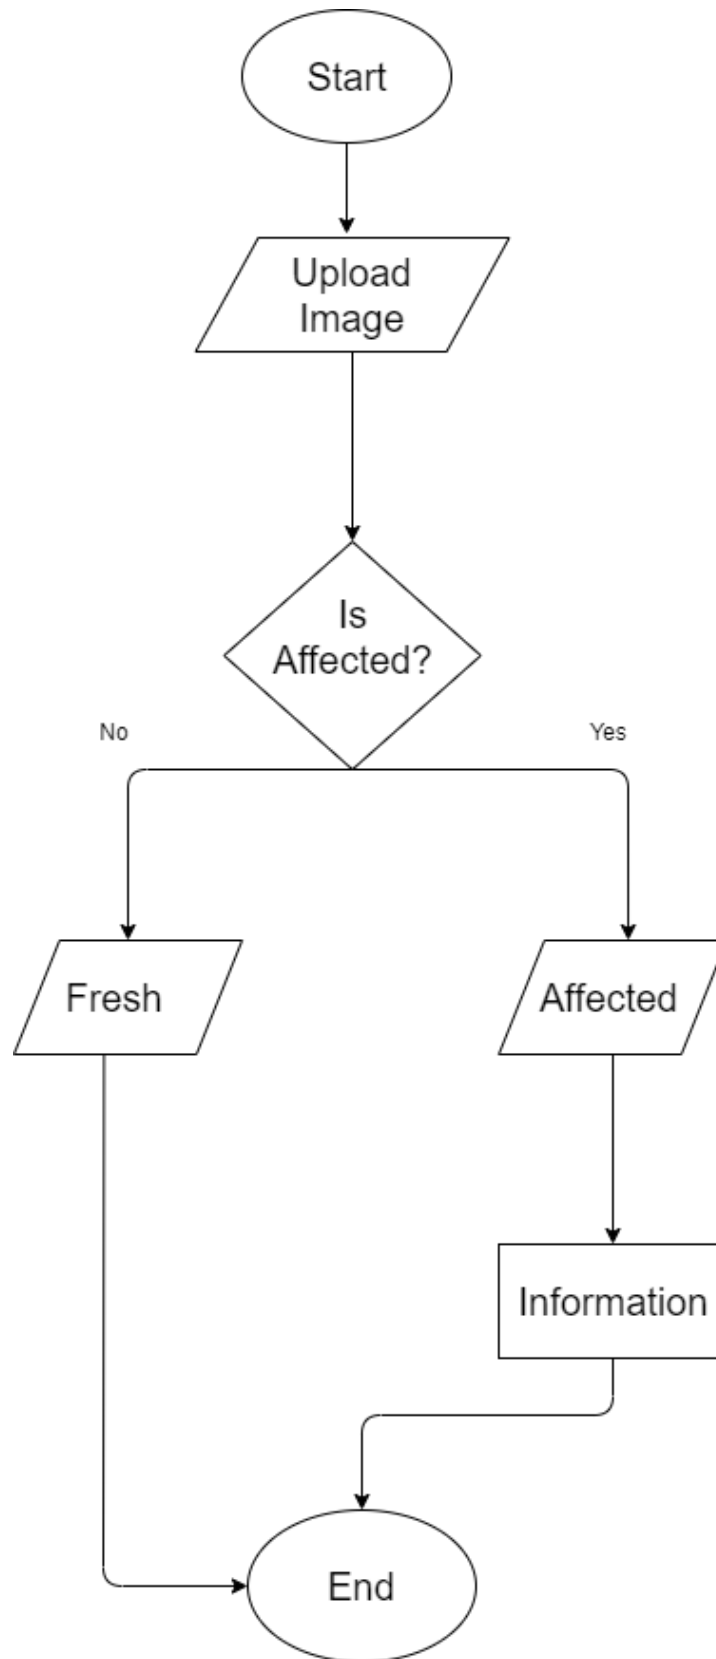 Start
Upload
Image
Is
Affected?
No
Yes
Fresh
Affected
Information
End